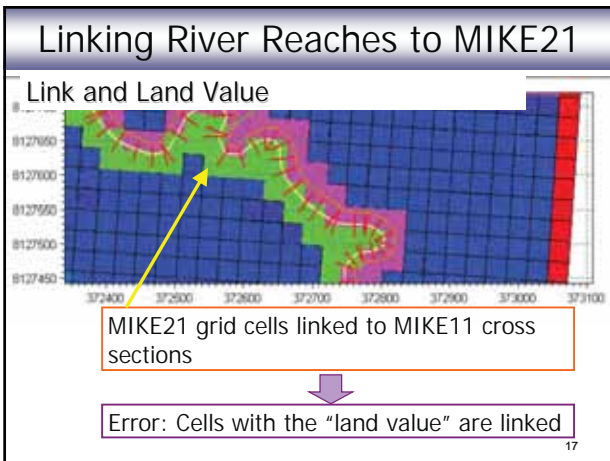 Linking River Reaches to MIKE21
Link and Land Value
8127650
8127600
8127550
8127500
8127450
372400 372500 372600 372700 372800 372900 373000 373100
MIKE21 grid cells linked to MIKE11 cross
sections
Error: Cells with the “land value” are linked
17